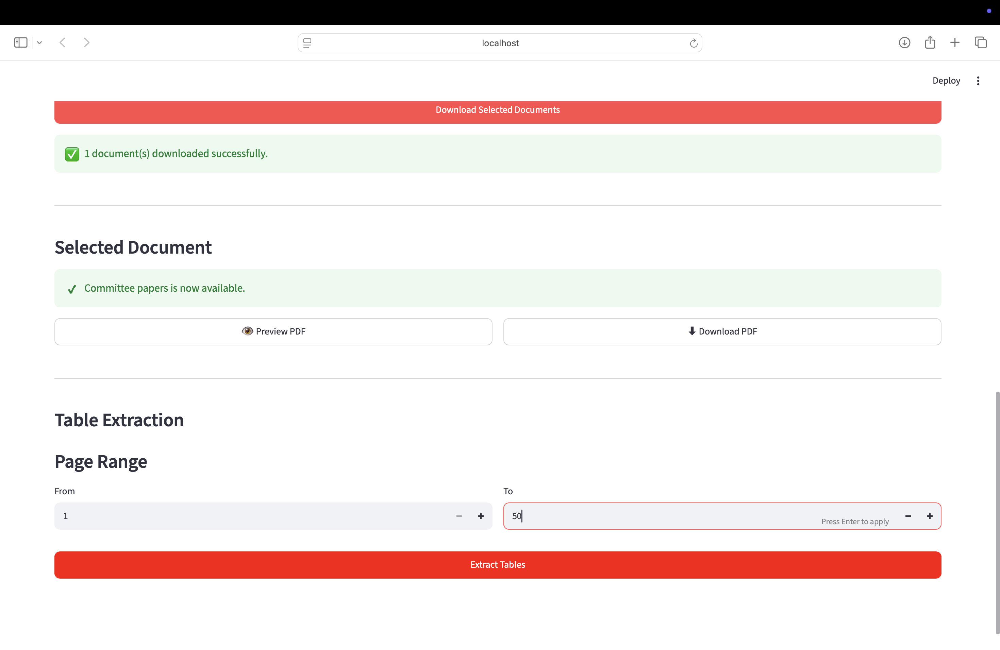 localhost
Deploy
Download Selected Documents
1 document(s) downloaded successfully.
Selected Document
Committee papers is now available.
Preview PDF
Download PDF
Table Extraction
Page Range
From
To
1
50
Press Enter to apply
Extract Tables